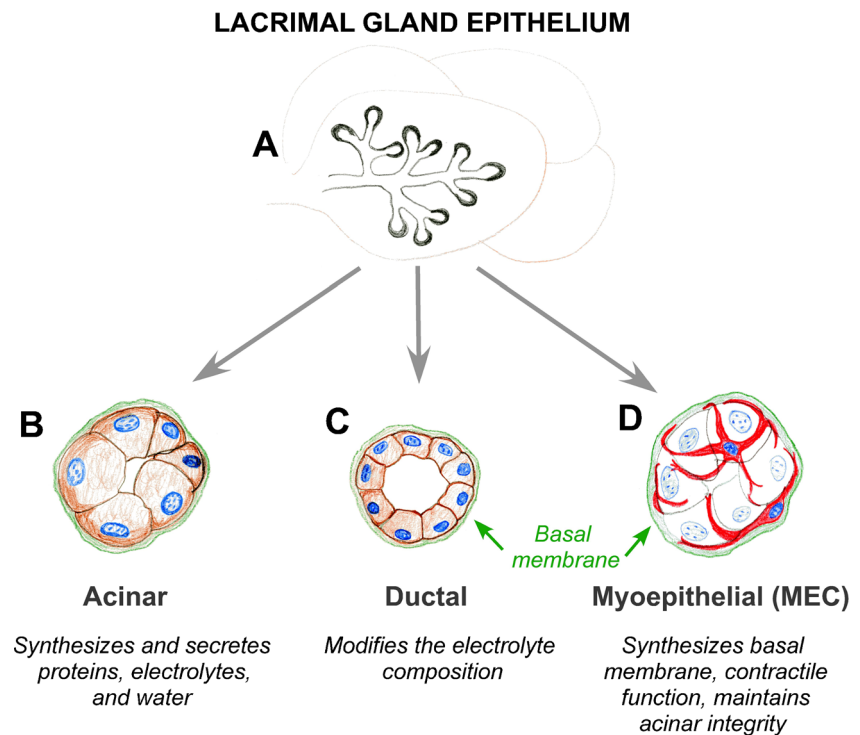 LACRIMAL GLAND EPITHELIUM
A
B
C
D
Basal
membrane
Acinar
Ductal
Myoepithelial (MEC)
Synthesizes and secretes
proteins, electrolytes,
and water
Modifies the electrolyte
composition
Synthesizes basal
membrane, contractile
function, maintains
acinar integrity